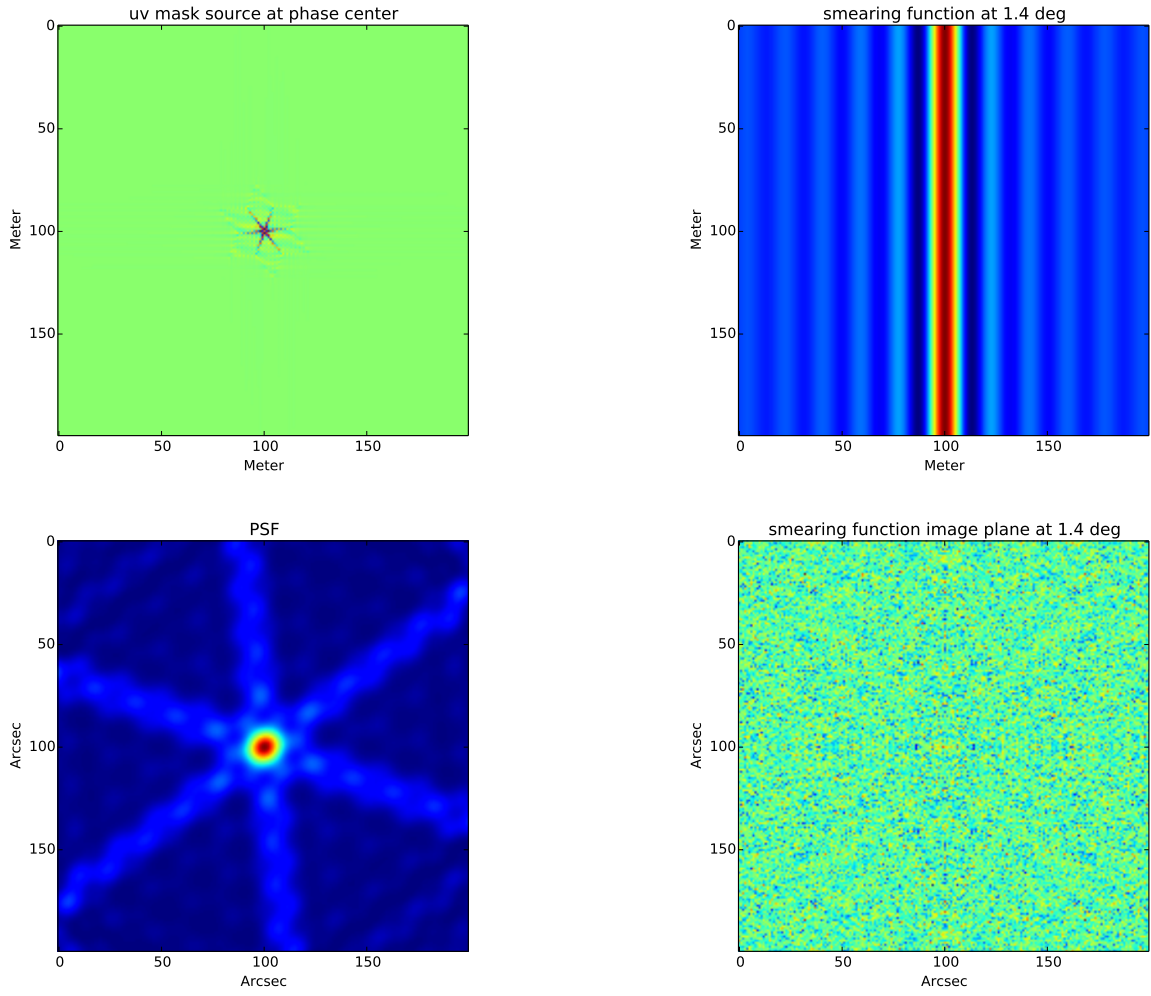 uv mask source at phase center
0
50
100
150
Meter
0 50 100 150
Meter
smearing function at 1.4 deg
0
50
100
150
Meter
0 50 100 150
Meter
PSF
0
50
100
150
Arcsec
0 50 100 150
Arcsec
smearing function image plane at 1.4 deg
0
50
100
150
Arcsec
0 50 100 150
Arcsec